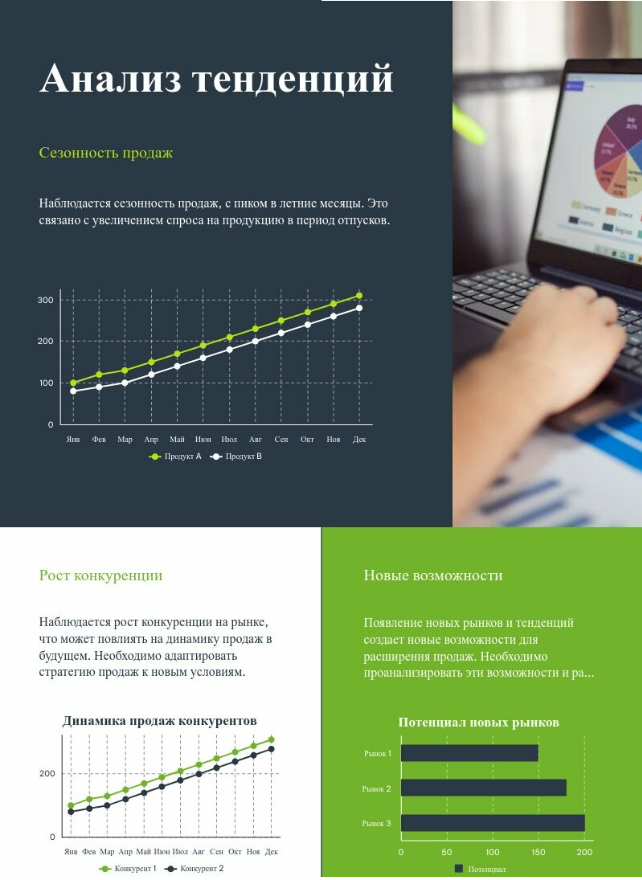 Анализ тенденций
Сезонность продаж
Наблюдается сезонность продаж, с пиком в летние месяцы. Это
связано с увеличением спроса на продукцию в период отпусков.
300
200
100
0
Янв Фев Мар Апр Май Июн Июл Авг Сен Окт Ноя Дек
Продукт A Продукт B
Рост конкуренции
Наблюдается рост конкуренции на рынке,
что может повлиять на динамику продаж в
будущем. Необходимо адаптировать
стратегию продаж к новым условиям.
Динамика продаж конкурентов
200
0
Янв Фев Мар Апр Май Июн Июл Авг Сен Окт Ноя Дек
Конкурент 1 Конкурент 2
Новые возможности
Появление новых рынков и тенденций
создает новые возможности для
расширения продаж. Необходимо
проанализировать эти возможности и ра...
Потенциал новых рынков
Рынок 1
Рынок 2
Рынок 3
0 50 100 150 200
Потенциал